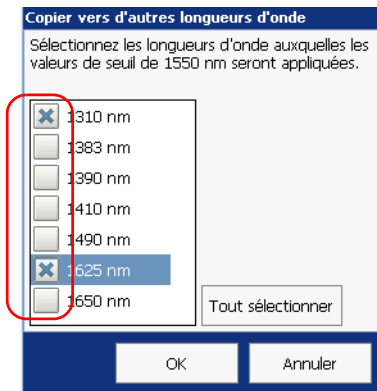 Copier vers d'autres longueurs d'onde
Sélectionnez les longueurs d'onde auxquelles les
valeurs de seuil de 1550 nm seront appliquées.
1310 nm
1383 nm
1390 nm
1410 nm
1490 nm
1625 nm
1650 nm
Tout sélectionner
OK
Annuler